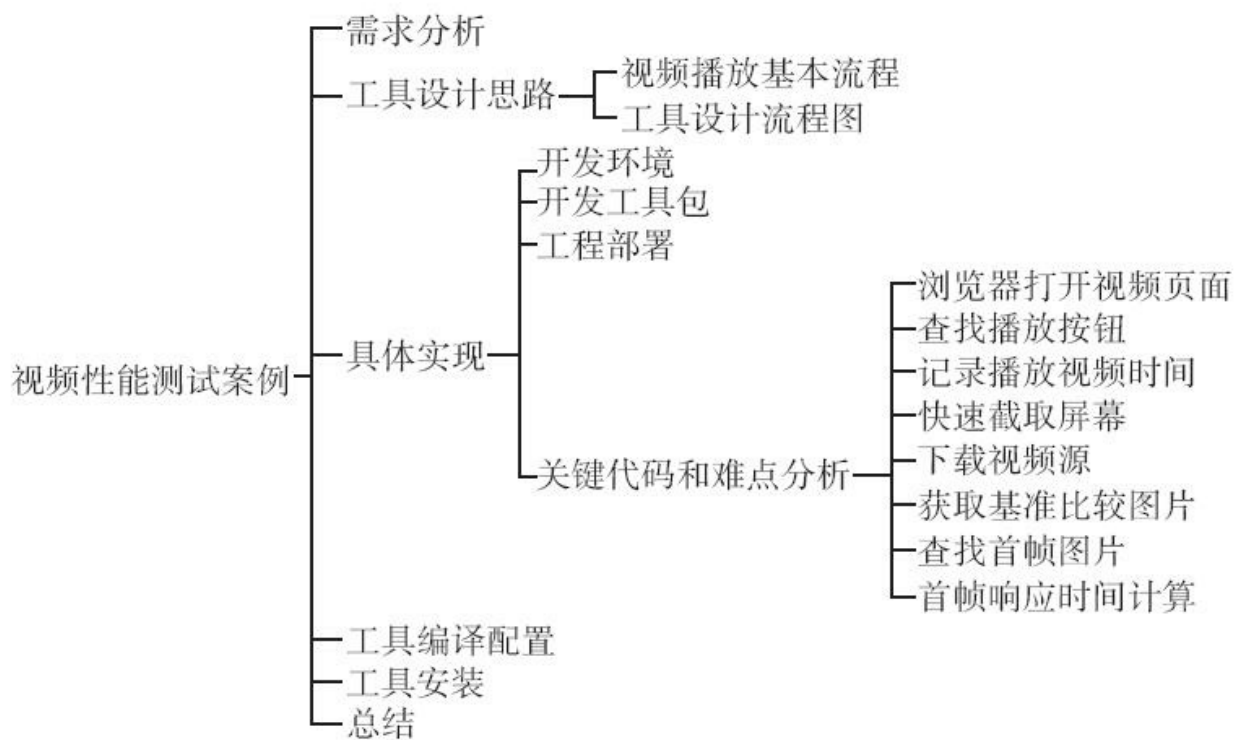 视频性能测试案例
需求分析
工具设计思路
视频播放基本流程
工具设计流程图
具体实现
开发环境
开发工具包
工程部署
关键代码和难点分析
浏览器打开视频页面
查找播放按钮
记录播放视频时间
快速截取屏幕
下载视频源
获取基准比较图片
查找首帧图片
首帧响应时间计算
工具编译配置
工具安装
总结